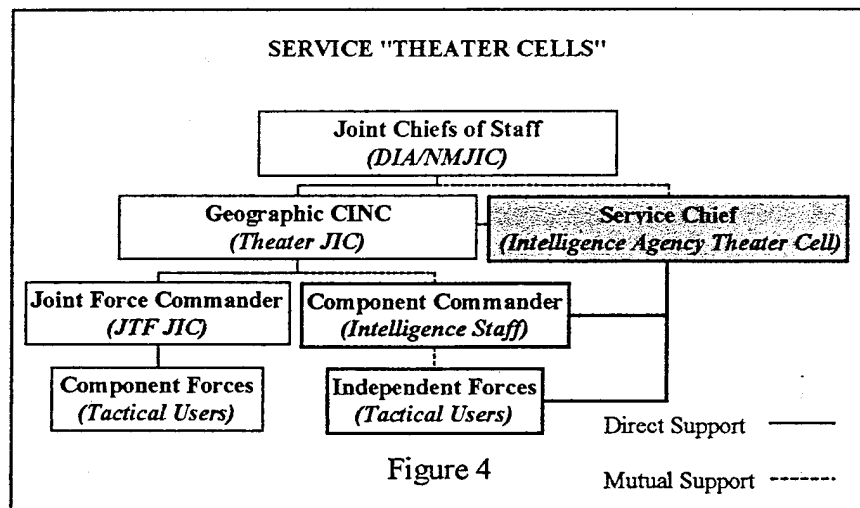 SERVICE "THEATER CELLS"
Joint Chiefs of Staff
(DIA/NMJIC)
Geographic CINC
(Theater JIC)
Service Chief
(Intelligence Agency Theater Cell)
Joint Force Commander
(JTF JIC)
Component Commander
(Intelligence Staff)
Component Forces
(Tactical Users)
Independent Forces
(Tactical Users)
Direct Support
Figure 4
Mutual Support